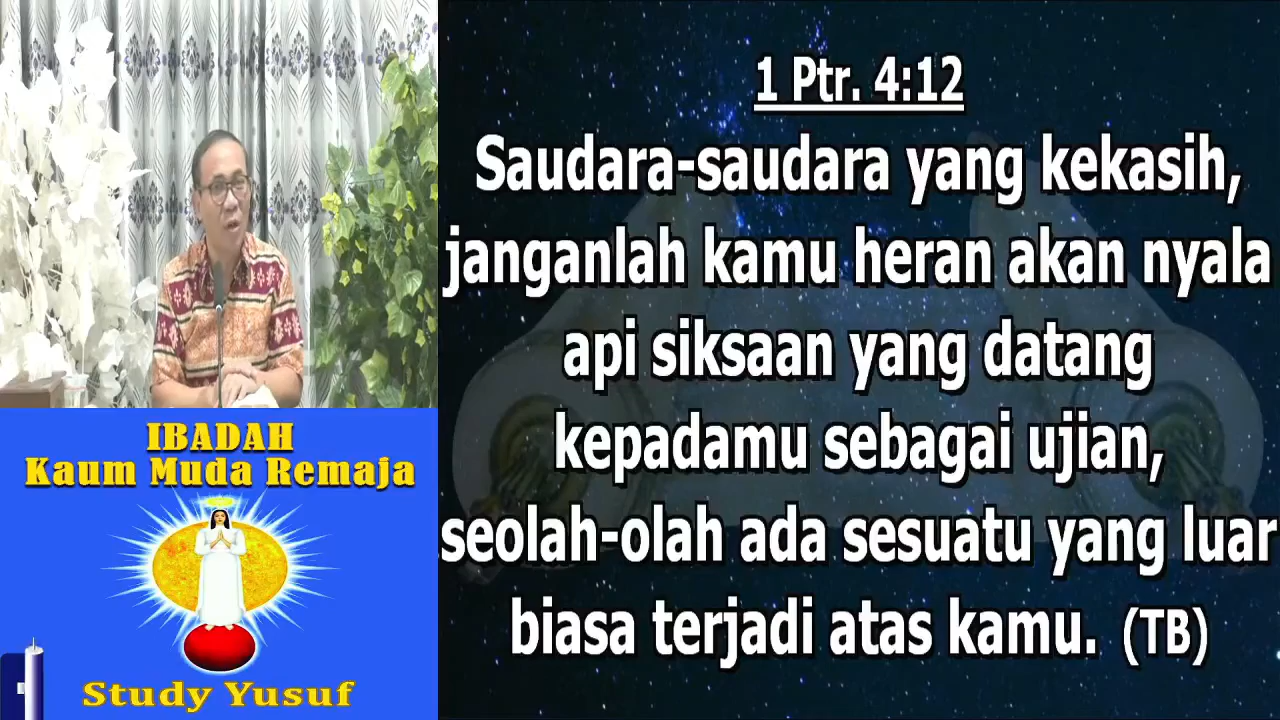 1 Ptr. 4:12
Saudara-saudara yang kekasih,
janganlah kamu heran akan nyala
api siksaan yang datang
kepadamu sebagai ujian,
seolah-olah ada sesuatu yang luar
biasa terjadi atas kamu. (TB)
IBADAH
Kaum Muda Remaja
Study Yusuf